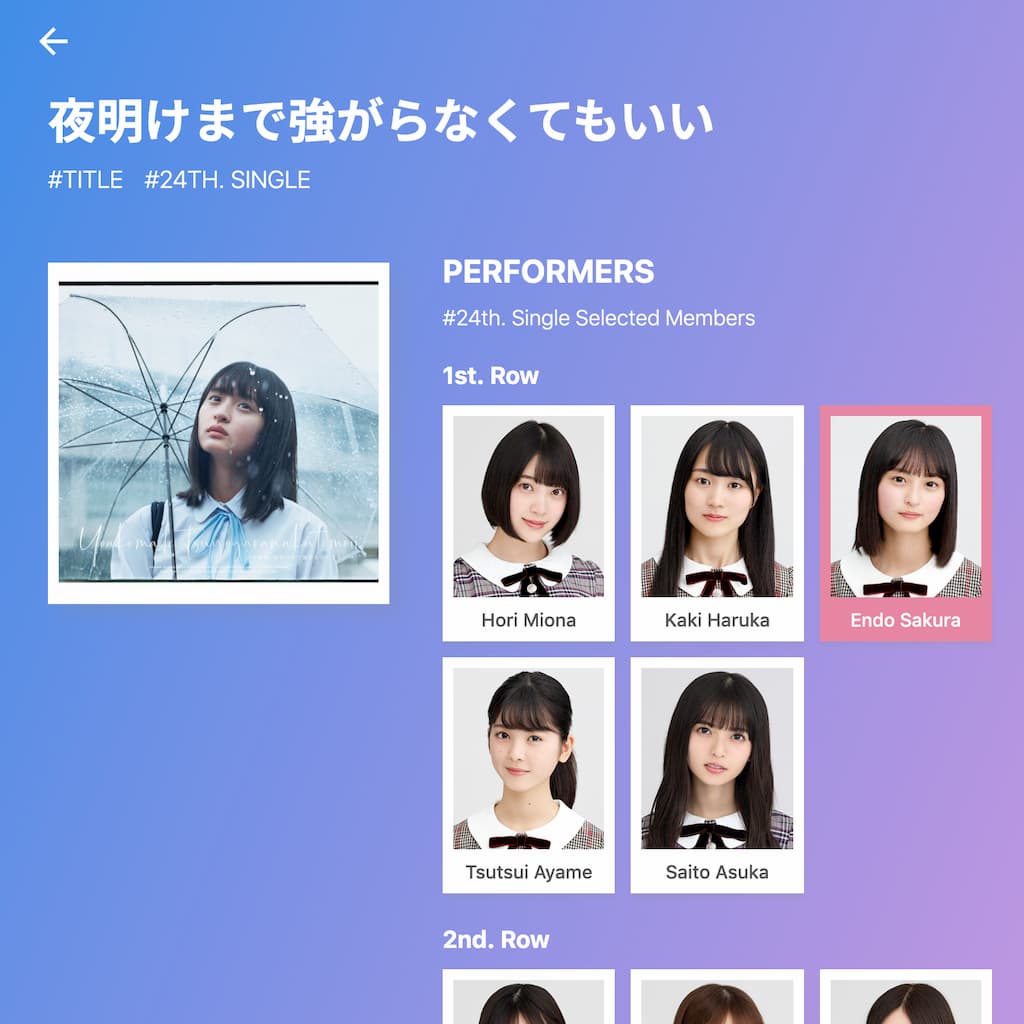 夜明けまで強がらなくてもいい
#TITLE #24TH. SINGLE
PERFORMERS
#24th. Single Selected Members
1st. Row
Hori Miona
Kaki Haruka
Endo Sakura
Tsutsui Ayame
Saito Asuka
2nd. Row